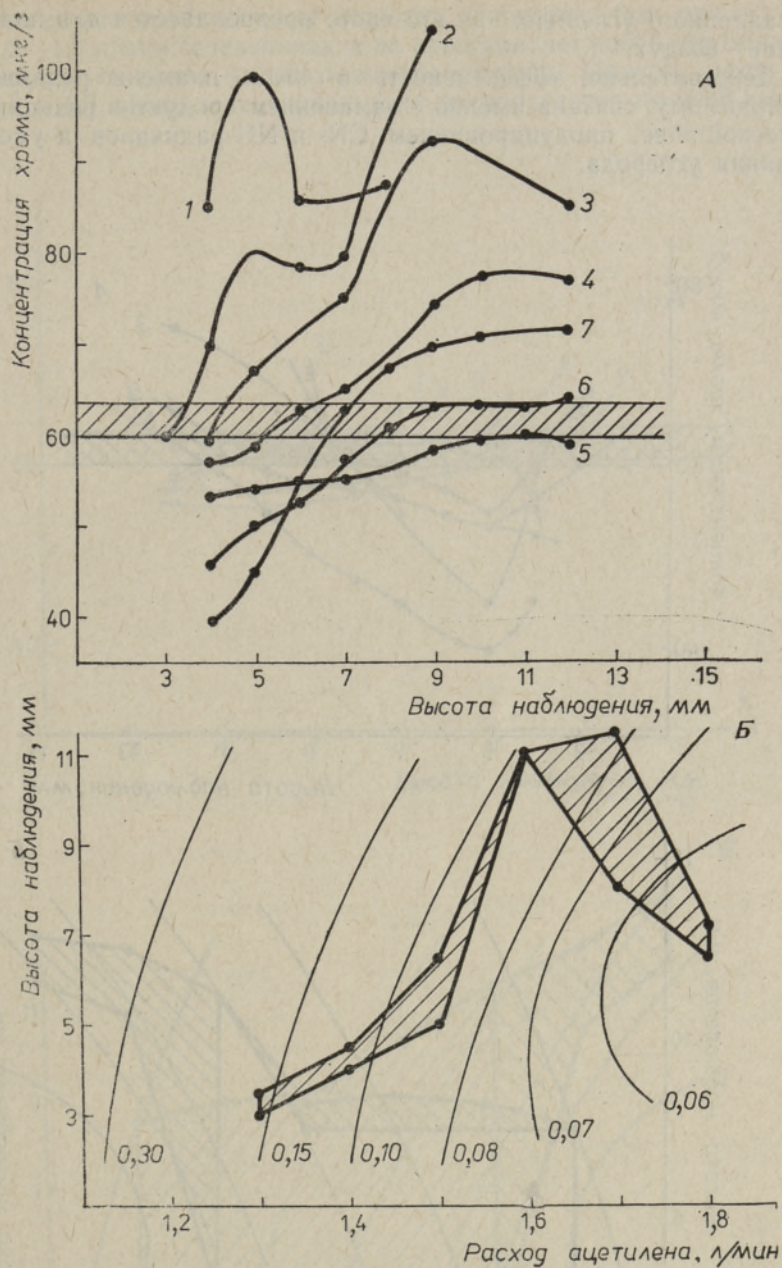 Концентрация хрома, мкг/г
100
80
60
40
А
1
2
3
4
7
6
5
3 5 7 9 11 13 15
Высота наблюдения, мм
Высота наблюдения, мм
11
9
7
5
3
Б
0,30
0,15
0,10
0,08
0,07
0,06
1,2 1,4 1,6 1,8
Расход ацетилена, л/мин